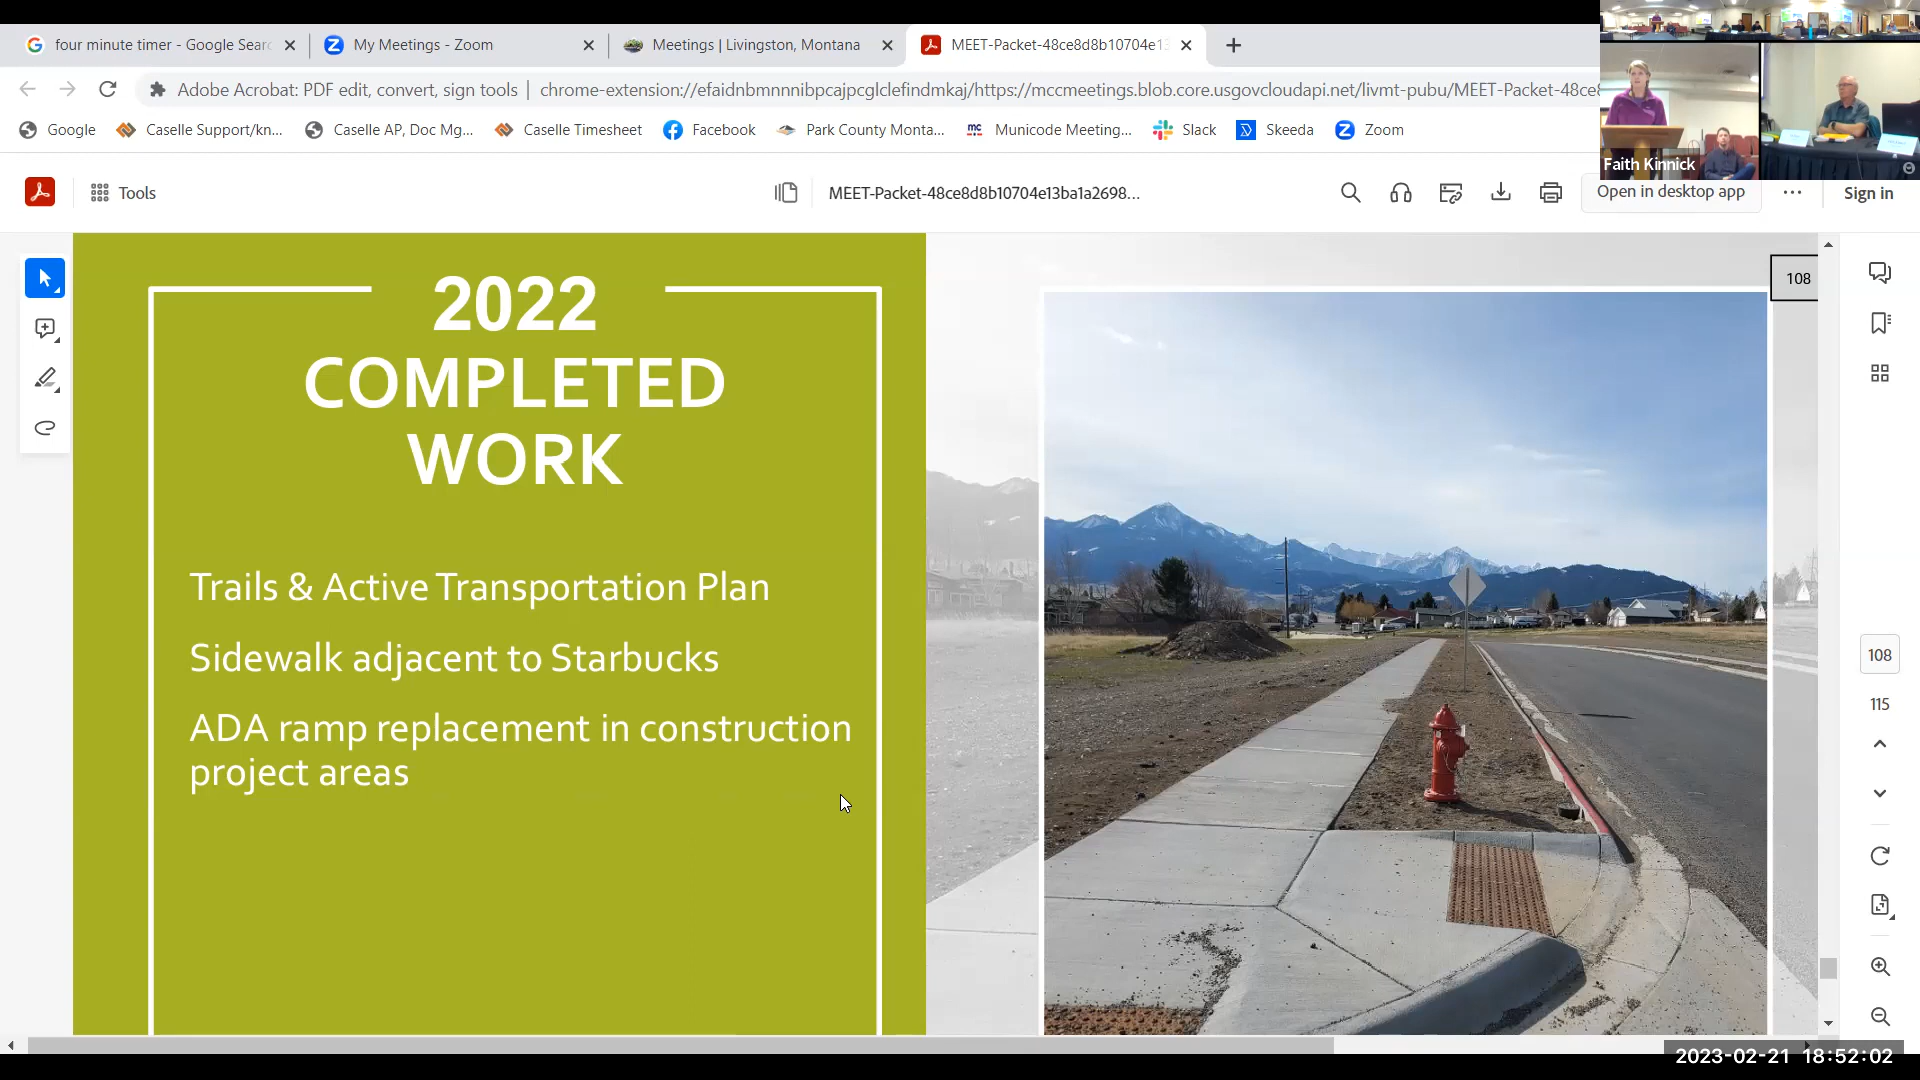 four minute timer - Google Searc
My Meetings - Zoom
Meetings | Livingston, Montana
MEET-Packet-48ce8d8b10704e13
Adobe Acrobat: PDF edit, convert, sign tools
chrome-extension://efaidnbmnnnibpcajpcglclefindmkaj/https://mccmeetings.blob.core.usgovcloudapi.net/livmt-pubu/MEET-Packet-48ce8
Google
Caselle Support/kn...
Caselle AP, Doc Mg...
Caselle Timesheet
Facebook
Park County Monta...
Municode Meeting...
Slack
Skeeda
Zoom
Faith Kinnick
Tools
MEET-Packet-48ce8d8b10704e13ba1a2698...
Open in desktop app
Sign in
2022
COMPLETED
WORK
Trails & Active Transportation Plan
Sidewalk adjacent to Starbucks
ADA ramp replacement in construction
project areas
108
108
115
2023-02-21 18:52:02